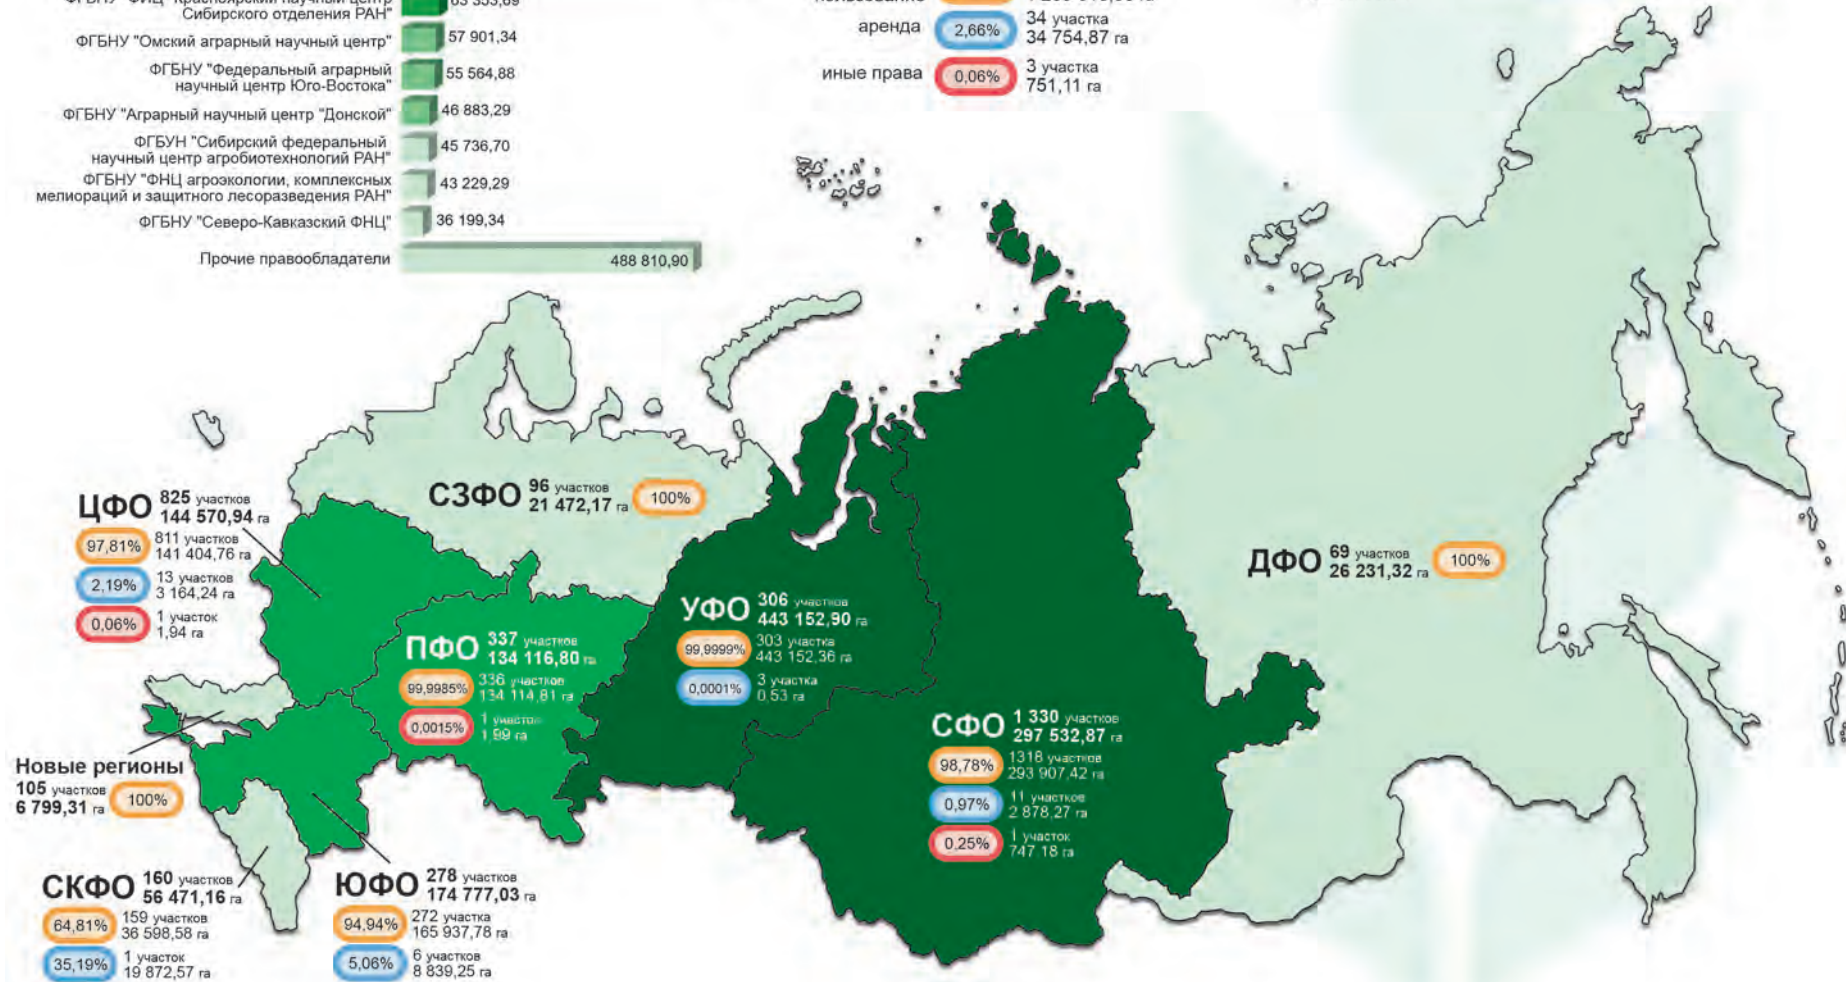 Сибирского отделения РАН"
63 353,69
ФГБНУ "Омский аграрный научный центр"
57 901,34
ФГБНУ "Федеральный аграрный
научный центр Юго-Востока"
55 564,88
ФГБНУ "Аграрный научный центр "Донской"
46 883,29
ФГБУН "Сибирский федеральный
научный центр агробиотехнологий РАН"
45 736,70
ФГБНУ "ФНЦ агроэкологии, комплексных
мелиораций и защитного лесоразведения РАН"
43 229,29
ФГБНУ "Северо-Кавказский ФНЦ"
36 199,34
Прочие правообладатели
488 810,90
аренда
2,66%
34 участка
34 754,87 га
иные права
0,06%
3 участка
751,11 га
СЗФО
96 участков
21 472,17 га
100%
ЦФО
825 участков
144 570,94 га
97,81%
811 участков
141 404,76 га
2,19%
13 участков
3 164,24 га
0,06%
1 участок
1,94 га
ПФО
337 участков
134 116,80 га
99,9985%
336 участков
134 114,81 га
0,0015%
1 участок
1,99 га
УФО
306 участков
443 152,90 га
99,9999%
303 участка
443 152,36 га
0,0001%
3 участка
0,53 га
ДФО
69 участков
26 231,32 га
100%
СФО
1 330 участков
297 532,87 га
98,78%
1318 участков
293 907,42 га
0,97%
11 участков
2 878,27 га
0,25%
1 участок
747,18 га
Новые регионы
105 участков
6 799,31 га
100%
СКФО
160 участков
56 471,16 га
64,81%
159 участков
36 598,58 га
35,19%
1 участок
19 872,57 га
ЮФО
278 участков
174 777,03 га
94,94%
272 участка
165 937,78 га
5,06%
6 участков
8 839,25 га